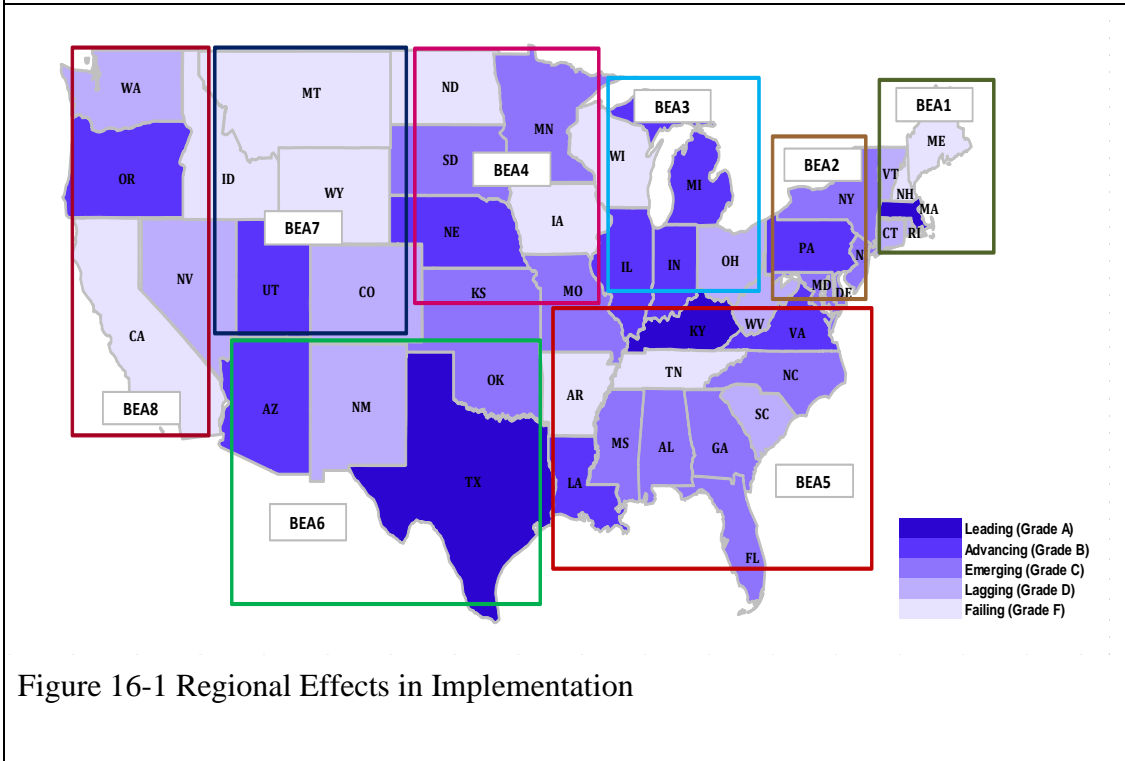 WA
MT
ND
MN
BEA3
BEA1
ME
OR
ID
SD
BEA4
WI
MI
BEA2
VT
NH
WY
NY
MA
BEA7
NE
IA
PA
CT
RI
NV
UT
CO
KS
MO
IL
IN
OH
N
MD
DE
CA
KY
WV
VA
BEA8
AZ
NM
OK
AR
TN
NC
SC
TX
LA
MS
AL
GA
BEA5
BEA6
FL
Leading (Grade A)
Advancing (Grade B)
Emerging (Grade C)
Lagging (Grade D)
Failing (Grade F)
Figure 16-1 Regional Effects in Implementation